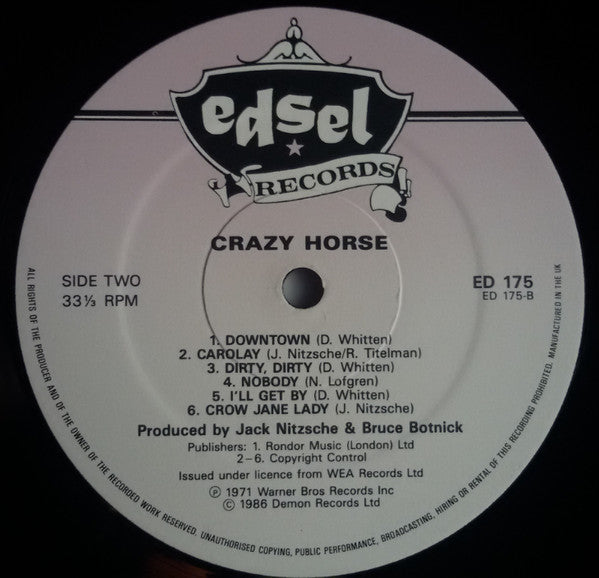 edsel
RECORDS
CRAZY HORSE
SIDE TWO
33⅓ RPM
ED 175
ED 175-B
1. DOWNTOWN (D. Whitten)
2. CAROLAY (J. Nitzsche/R. Titelman)
3. DIRTY, DIRTY (D. Whitten)
4. NOBODY (N. Lofgren)
5. I'LL GET BY (D. Whitten)
6. CROW JANE LADY (J. Nitzsche)
Produced by Jack Nitzsche & Bruce Botnick
Publishers: 1. Rondor Music (London) Ltd
2-6. Copyright Control
Issued under licence from WEA Records Ltd
℗ 1971 Warner Bros Records Inc
© 1986 Demon Records Ltd
ALL RIGHTS OF THE PRODUCER AND OF THE OWNER OF THE RECORDED WORK RESERVED. UNAUTHORISED COPYING, PUBLIC PERFORMANCE, BROADCASTING, HIRING OR RENTAL OF THIS RECORDING PROHIBITED. MANUFACTURED IN THE UK